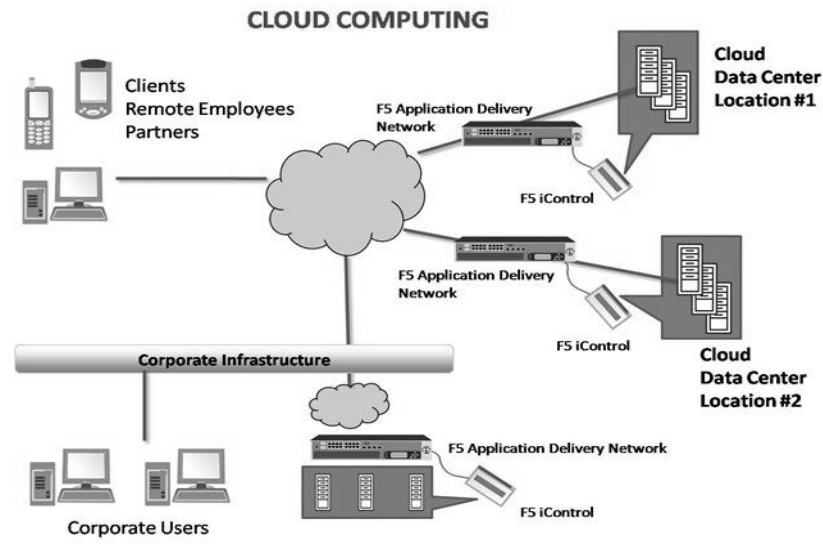 CLOUD COMPUTING
Clients
Remote Employees
Partners
F5 Application Delivery
Network
F5 iControl
Cloud
Data Center
Location #1
F5 Application Delivery
Network
F5 iControl
Cloud
Data Center
Location #2
Corporate Infrastructure
F5 Application Delivery Network
F5 iControl
Corporate Users